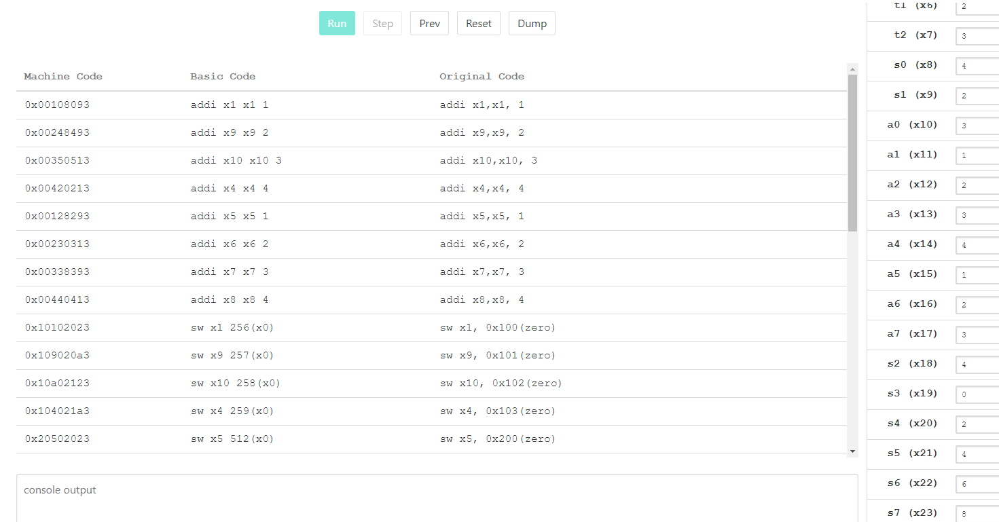 Run Step Prev Reset Dump
Machine Code Basic Code Original Code
0x00108093 addi x1 x1 1 addi x1,x1, 1
0x00248493 addi x9 x9 2 addi x9,x9, 2
0x00350513 addi x10 x10 3 addi x10,x10, 3
0x00420213 addi x4 x4 4 addi x4,x4, 4
0x00128293 addi x5 x5 1 addi x5,x5, 1
0x00230313 addi x6 x6 2 addi x6,x6, 2
0x00338393 addi x7 x7 3 addi x7,x7, 3
0x00440413 addi x8 x8 4 addi x8,x8, 4
0x10102023 sw x1 256(x0) sw x1, 0x100(zero)
0x109020a3 sw x9 257(x0) sw x9, 0x101(zero)
0x10a02123 sw x10 258(x0) sw x10, 0x102(zero)
0x104021a3 sw x4 259(x0) sw x4, 0x103(zero)
0x20502023 sw x5 512(x0) sw x5, 0x200(zero)
console output
t1 (x6) 2
t2 (x7) 3
s0 (x8) 4
s1 (x9) 2
a0 (x10) 3
a1 (x11) 1
a2 (x12) 2
a3 (x13) 3
a4 (x14) 4
a5 (x15) 1
a6 (x16) 2
a7 (x17) 3
s2 (x18) 4
s3 (x19) 0
s4 (x20) 2
s5 (x21) 4
s6 (x22) 6
s7 (x23) 8